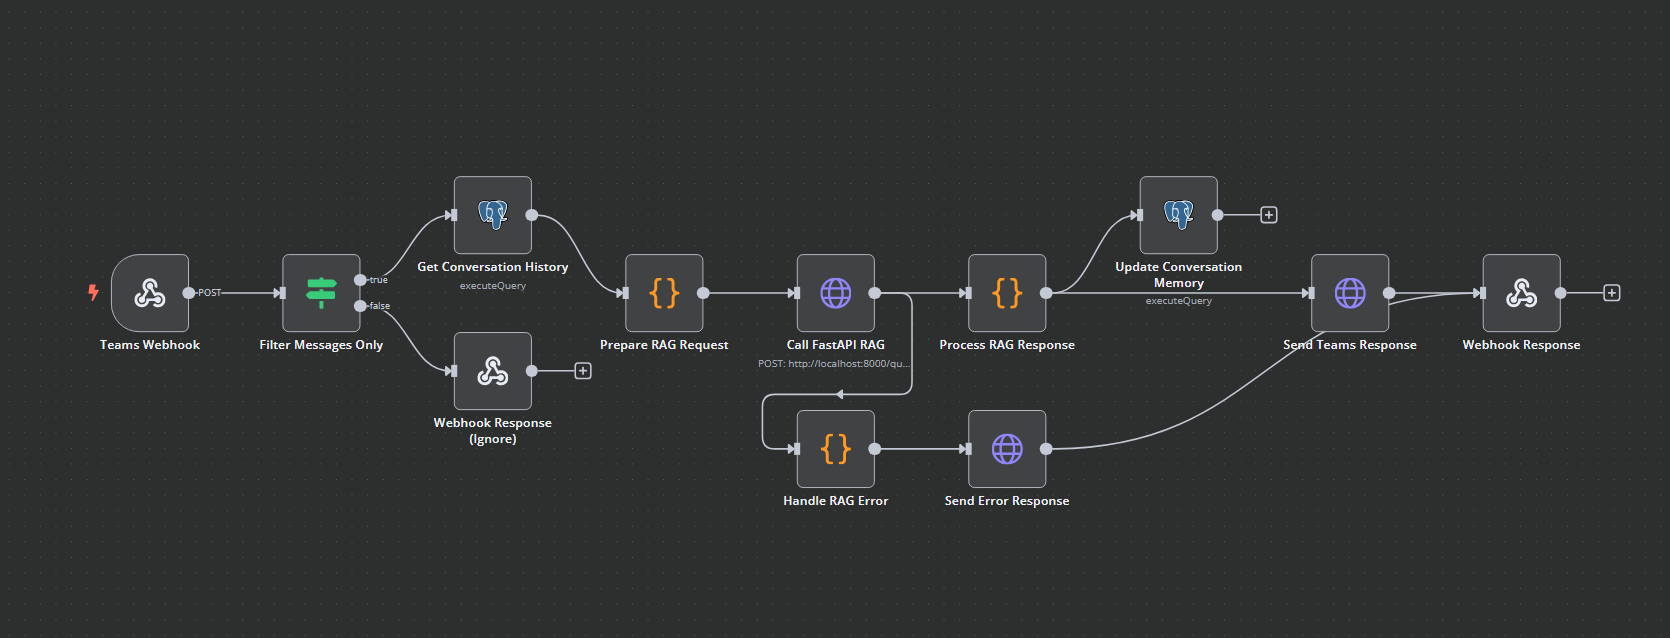 POST
Teams Webhook
true
false
Filter Messages Only
Get Conversation History
executeQuery
Webhook Response
(Ignore)
Prepare RAG Request
Call FastAPI RAG
POST: http://localhost:8000/qu...
Process RAG Response
Update Conversation
Memory
executeQuery
Send Teams Response
Webhook Response
Handle RAG Error
Send Error Response